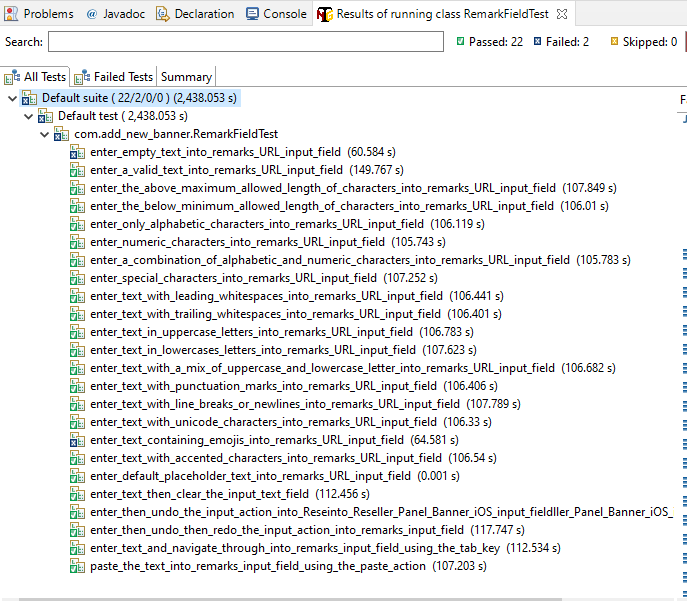 Problems @ Javadoc Declaration Console Results of running class RemarkFieldTest
Search: Passed: 22 Failed: 2 Skipped: 0
All Tests Failed Tests Summary
Default suite ( 22/2/0/0 ) (2,438.053 s)
Default test ( 2,438.053 s)
com.add_new_banner.RemarkFieldTest
enter_empty_text_into_remarks_URL_input_field (60.584 s)
enter_a_valid_text_into_remarks_URL_input_field (149.767 s)
enter_the_above_maximum_allowed_length_of_characters_into_remarks_URL_input_field (107.849 s)
enter_the_below_minimum_allowed_length_of_characters_into_remarks_URL_input_field (106.01 s)
enter_only_alphabetic_characters_into_remarks_URL_input_field (106.119 s)
enter_numeric_characters_into_remarks_URL_input_field (105.743 s)
enter_a_combination_of_alphabetic_and_numeric_characters_into_remarks_URL_input_field (105.783 s)
enter_special_characters_into_remarks_URL_input_field (107.252 s)
enter_text_with_leading_whitespaces_into_remarks_URL_input_field (106.441 s)
enter_text_with_trailing_whitespaces_into_remarks_URL_input_field (106.401 s)
enter_text_in_uppercase_letters_into_remarks_URL_input_field (106.783 s)
enter_text_in_lowercases_letters_into_remarks_URL_input_field (107.623 s)
enter_text_with_a_mix_of_uppercase_and_lowercase_letter_into_remarks_URL_input_field (106.682 s)
enter_text_with_punctuation_marks_into_remarks_URL_input_field (106.406 s)
enter_text_with_line_breaks_or_newlines_into_remarks_URL_input_field (107.789 s)
enter_text_with_unicode_characters_into_remarks_URL_input_field (106.33 s)
enter_text_containing_emojis_into_remarks_URL_input_field (64.581 s)
enter_text_with_accented_characters_into_remarks_URL_input_field (106.54 s)
enter_default_placeholder_text_into_remarks_URL_input_field (0.001 s)
enter_text_then_clear_the_input_text_field (112.456 s)
enter_then_undo_the_input_action_into_Reseinto_Reseller_Panel_Banner_iOS_input_fieldller_Panel_Banner_iOS_
enter_then_undo_then_redo_the_input_action_into_remarks_input_field (117.747 s)
enter_text_and_navigate_through_into_remarks_input_field_using_the_tab_key (112.534 s)
paste_the_text_into_remarks_input_field_using_the_paste_action (107.203 s)